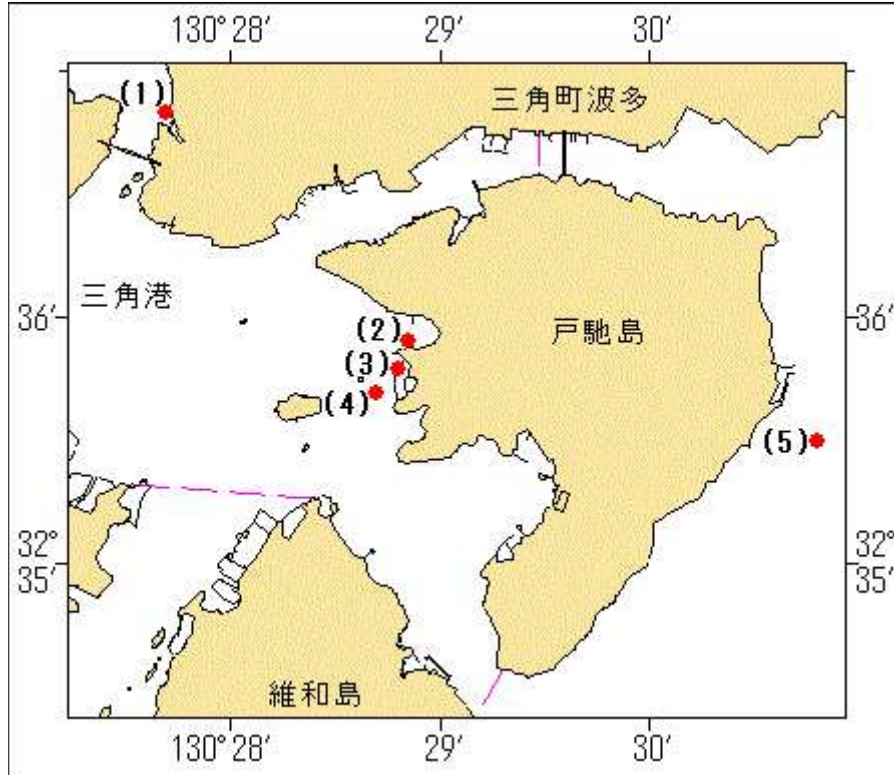 130°28′ 29′ 30′
(1)
三角町波多
三角港
36′ 36′
戸馳島
(2)
(3)
(4)
(5)
32° 32°
35′ 35′
維和島
130°28′ 29′ 30′